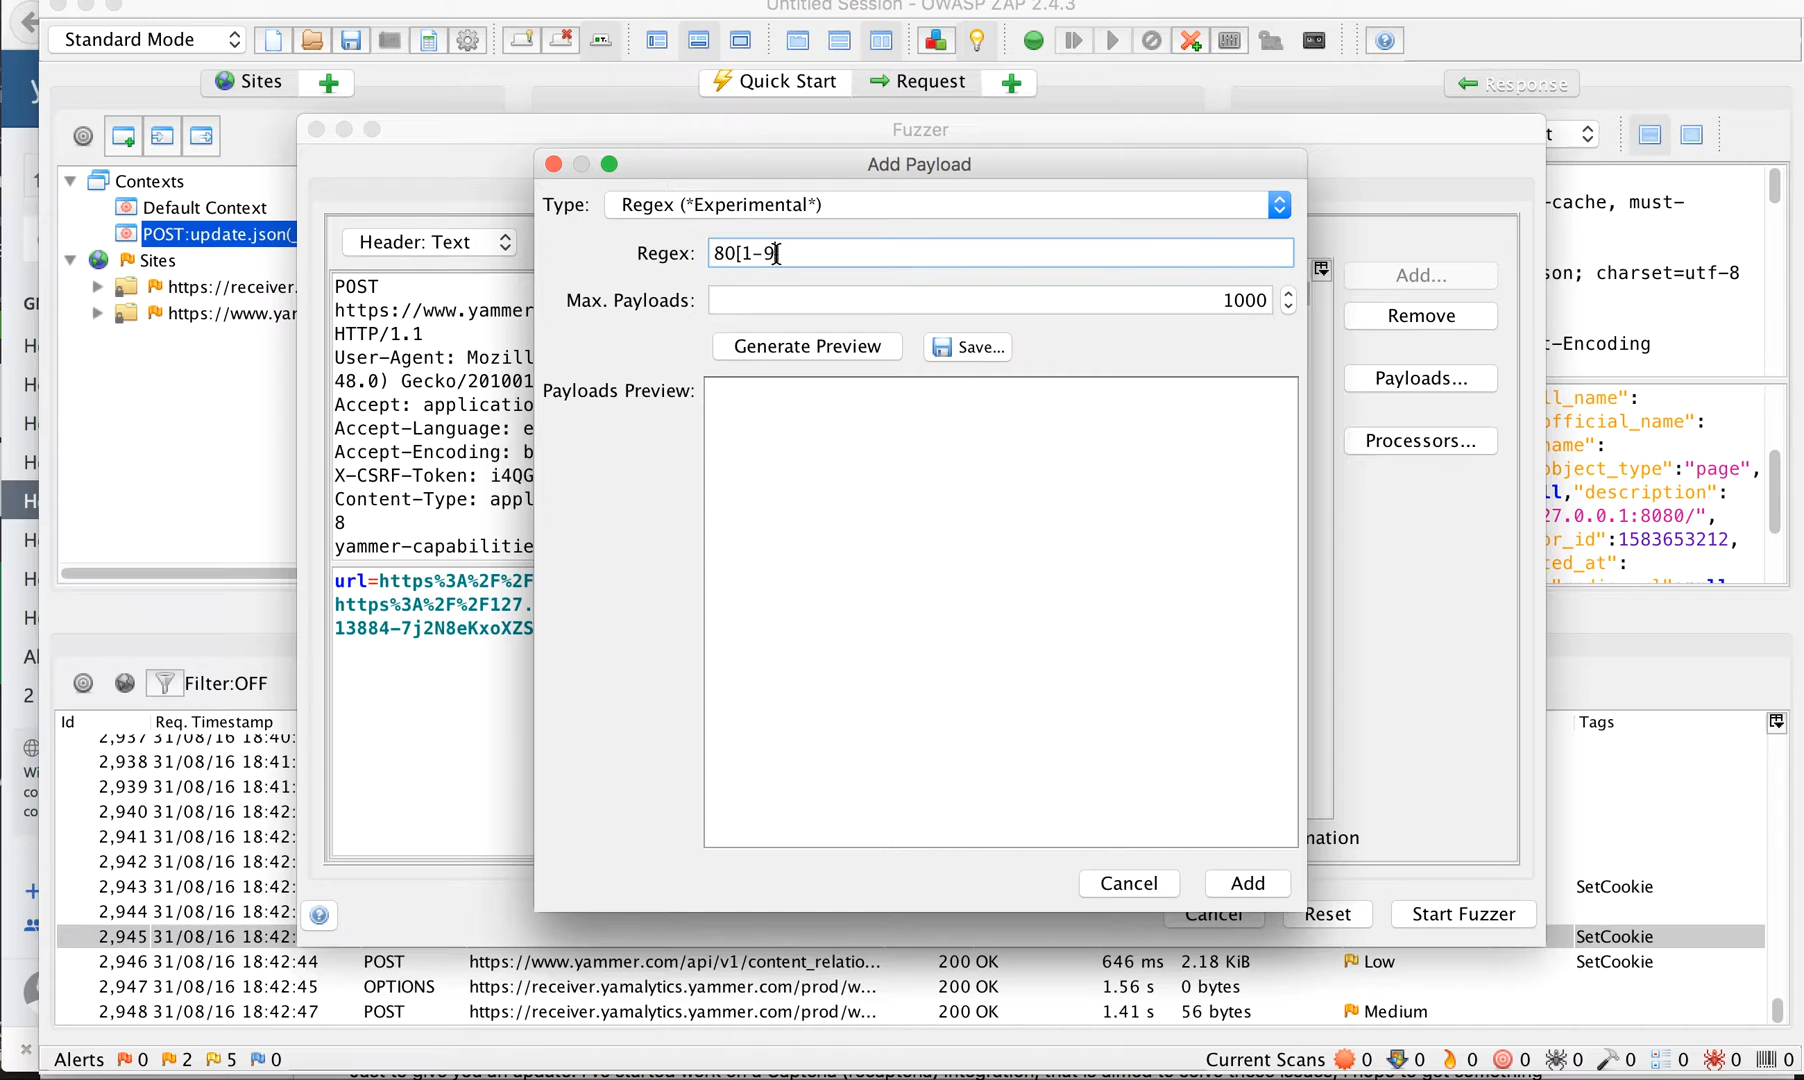 Untitled Session - OWASP ZAP 2.4.3
Standard Mode
Sites
Quick Start
Request
Response
Fuzzer
Add Payload
Type: Regex (*Experimental*)
Regex: 80[1-9]
Max. Payloads: 1000
Generate Preview
Save...
Payloads Preview:
Cancel
Add
Contexts
Default Context
POST:update.json(
Sites
https://receiver.
https://www.yar
Header: Text
POST
https://www.yammer
HTTP/1.1
User-Agent: Mozill
48.0) Gecko/201001
Accept: applicatio
Accept-Language: e
Accept-Encoding: b
X-CSRF-Token: i4QG
Content-Type: appl
8
yammer-capabilitie
url=https%3A%2F%2F
https%3A%2F%2F127.
13884-7j2N8eKxoXZS
Add...
Remove
Payloads...
Processors...
mation
Cancel
Reset
Start Fuzzer
t
-cache, must-
son; charset=utf-8
t-Encoding
ll_name":
official_name":
name":
object_type":"page",
ll,"description":
27.0.0.1:8080/",
or_id":1583653212,
ted_at":
Filter:OFF
Id Req. Timestamp Tags
2,937 31/08/16 18:40:
2,938 31/08/16 18:41:
2,939 31/08/16 18:41:
2,940 31/08/16 18:42:
2,941 31/08/16 18:42:
2,942 31/08/16 18:42:
2,943 31/08/16 18:42: SetCookie
2,944 31/08/16 18:42:
2,945 31/08/16 18:42: SetCookie
2,946 31/08/16 18:42:44 POST https://www.yammer.com/api/v1/content_relatio... 200 OK 646 ms 2.18 KiB Low SetCookie
2,947 31/08/16 18:42:45 OPTIONS https://receiver.yamalytics.yammer.com/prod/w... 200 OK 1.56 s 0 bytes
2,948 31/08/16 18:42:47 POST https://receiver.yamalytics.yammer.com/prod/w... 200 OK 1.41 s 56 bytes Medium
Alerts 0 2 5 0
Current Scans 0 0 0 0 0 0 0 0 0